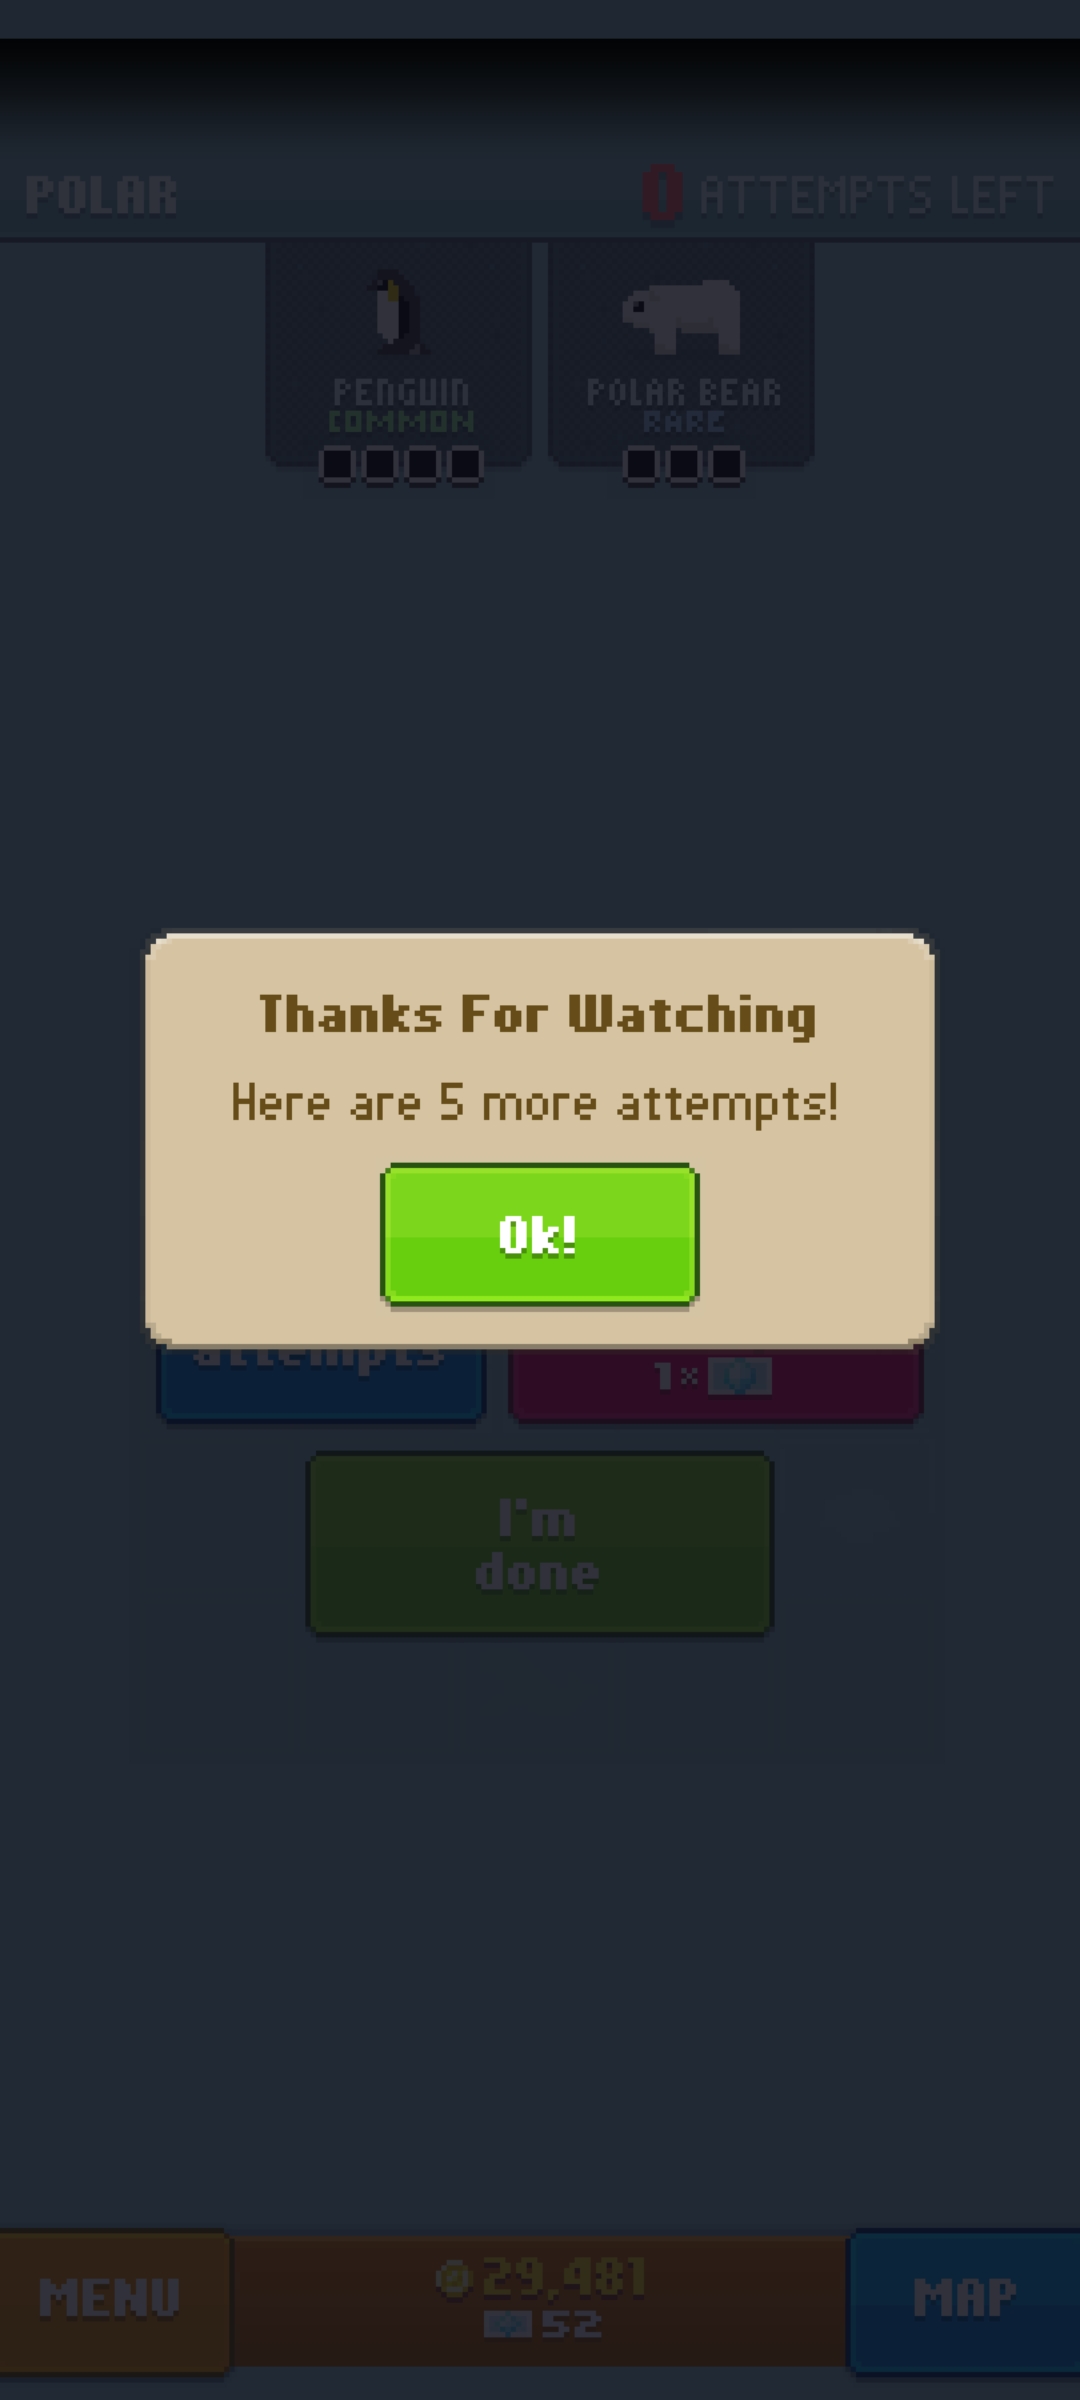 POLAR
0 ATTEMPTS LEFT
PENGUIN
COMMON
POLAR BEAR
RARE
Thanks For Watching
Here are 5 more attempts!
Ok!
attempts
1x
I'm
done
MENU
29,481
52
MAP